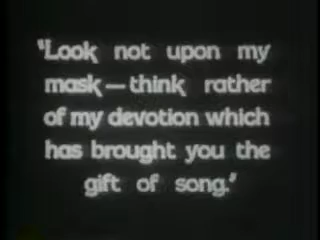 "Look not upon my
mask—think rather
of my devotion which
has brought you the
gift of song."